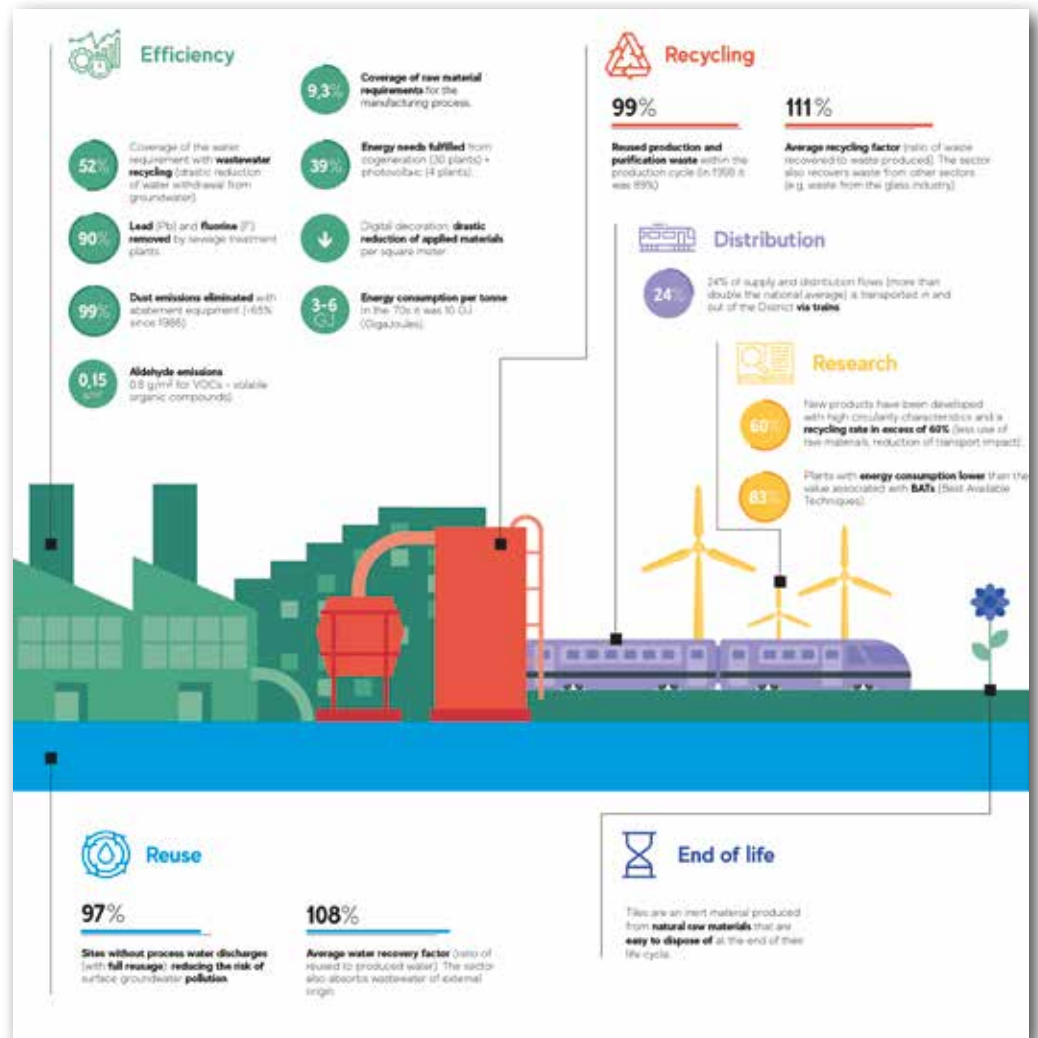 Efficiency
9,3%
Coverage of raw material
requirements for the
manufacturing process.
52%
Coverage of the water
requirement with wastewater
recycling (drastic reduction
of water withdrawal from
groundwater)
39%
Energy needs fulfilled from
cogeneration (30 plants) +
photovoltaic (4 plants).
90%
Lead (Pb) and fluorine (F)
removed by sewage treatment
plants
Digital decoration: drastic
reduction of applied materials
per square meter
99%
Dust emissions eliminated with
abatement equipment (-65%
since 1986)
3-6
GJ
Energy consumption per tonne
in the '70s it was 10 GJ
(GigaJoules).
0,15
Aldehyde emissions
0.8 g/m² for VOCs - volatile
organic compounds)
Recycling
99%
Reused production and
purification waste within the
production cycle (in 1998 it
was 89%)
111%
Average recycling factor (ratio of waste
recovered to waste produced). The sector
also recovers waste from other sectors
(e.g. waste from the glass industry)
Distribution
24%
24% of supply and distribution flows (more than
double the national average) is transported in and
out of the District via trains
Research
60%
New products have been developed
with high circularity characteristics and a
recycling rate in excess of 60% (less use of
raw materials, reduction of transport impact)
83%
Plants with energy consumption lower than the
value associated with BATs (Best Available
Techniques)
Reuse
97%
Sites without process water discharges
(with full reusage) reducing the risk of
surface groundwater pollution
108%
Average water recovery factor (ratio of
reused to produced water). The sector
also absorbs wastewater of external
origin
End of life
Tiles are an inert material produced
from natural raw materials that are
easy to dispose of at the end of their
life cycle.